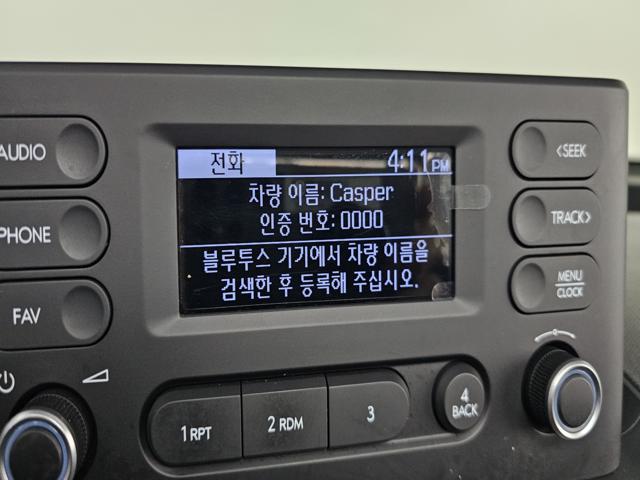 전화 4:11 PM
차량 이름: Casper
인증 번호: 0000
블루투스 기기에서 차량 이름을
검색한 후 등록해 주십시오.
AUDIO
PHONE
FAV
<SEEK
TRACK>
MENU
CLOCK
1 RPT
2 RDM
3
4
BACK